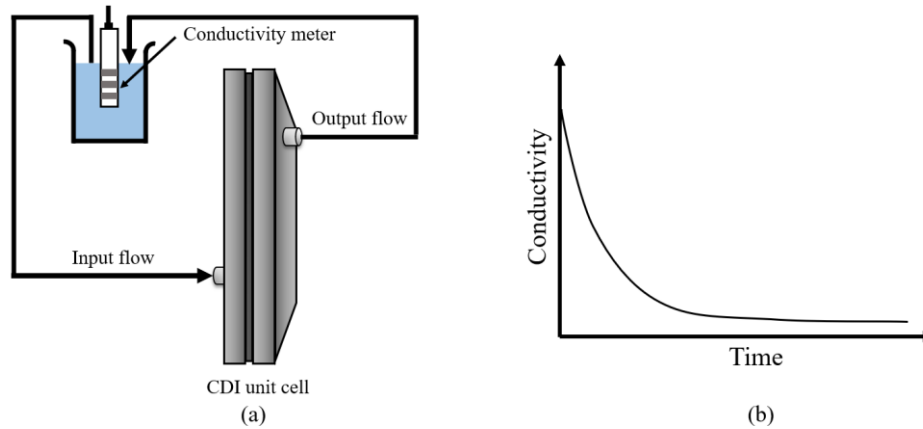 Conductivity meter
Output flow
Input flow
CDI unit cell
(a)
Conductivity
Time
(b)